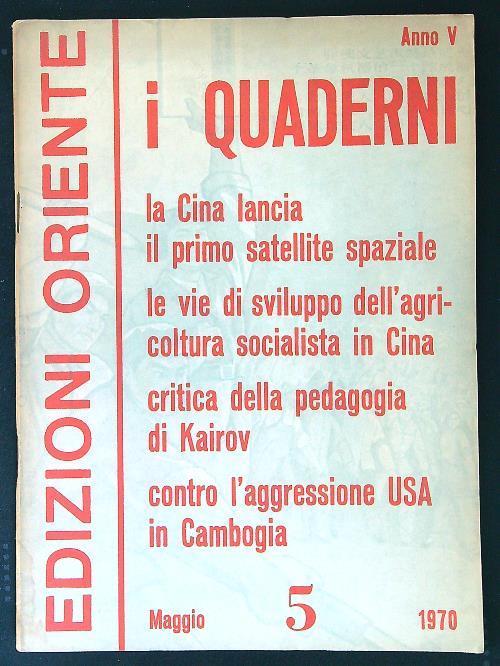 EDIZIONI ORIENTE
Anno V
i QUADERNI
la Cina lancia
il primo satellite spaziale
le vie di sviluppo dell'agri-
coltura socialista in Cina
critica della pedagogia
di Kairov
contro l'aggressione USA
in Cambogia
Maggio 5 1970